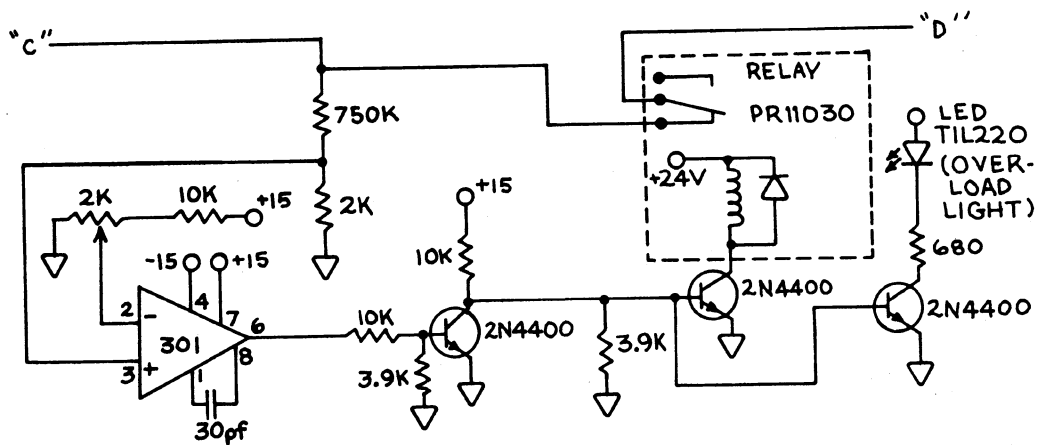 "C"
"D"
RELAY
PR11030
750K
LED
TIL220
(OVER-
LOAD
LIGHT)
+24V
2K
10K
+15
2K
+15
10K
680
-15
+15
2N4400
2N4400
4
2
-
7
6
301
8
3
+
1
10K
2N4400
3.9K
3.9K
30pf